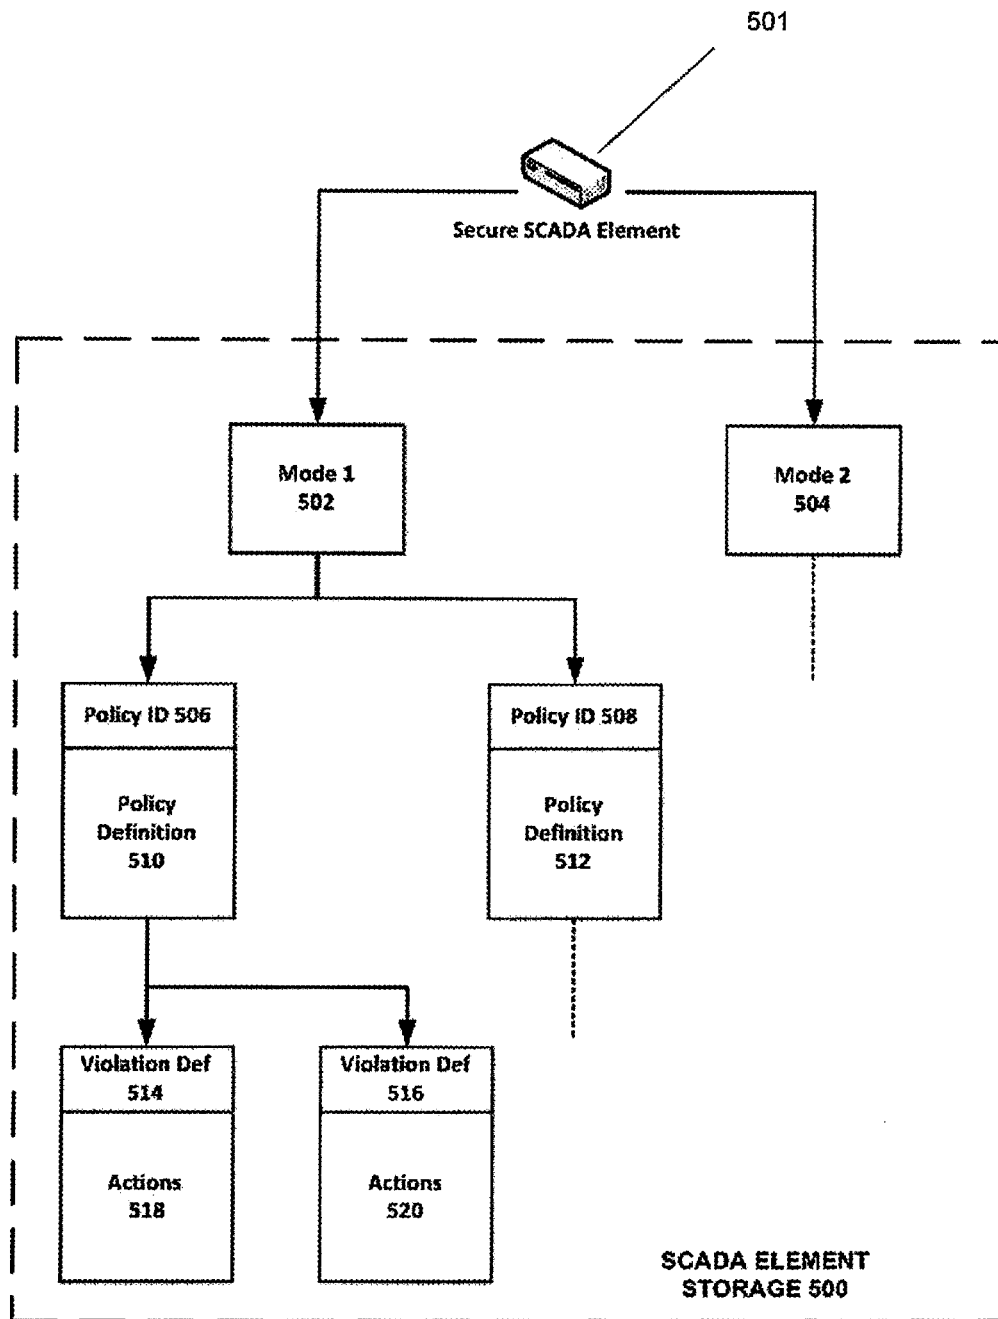 501
Secure SCADA Element
Mode 1
502
Mode 2
504
Policy ID 506
Policy ID 508
Policy
Definition
510
Policy
Definition
512
Violation Def
514
Violation Def
516
Actions
518
Actions
520
SCADA ELEMENT
STORAGE 500